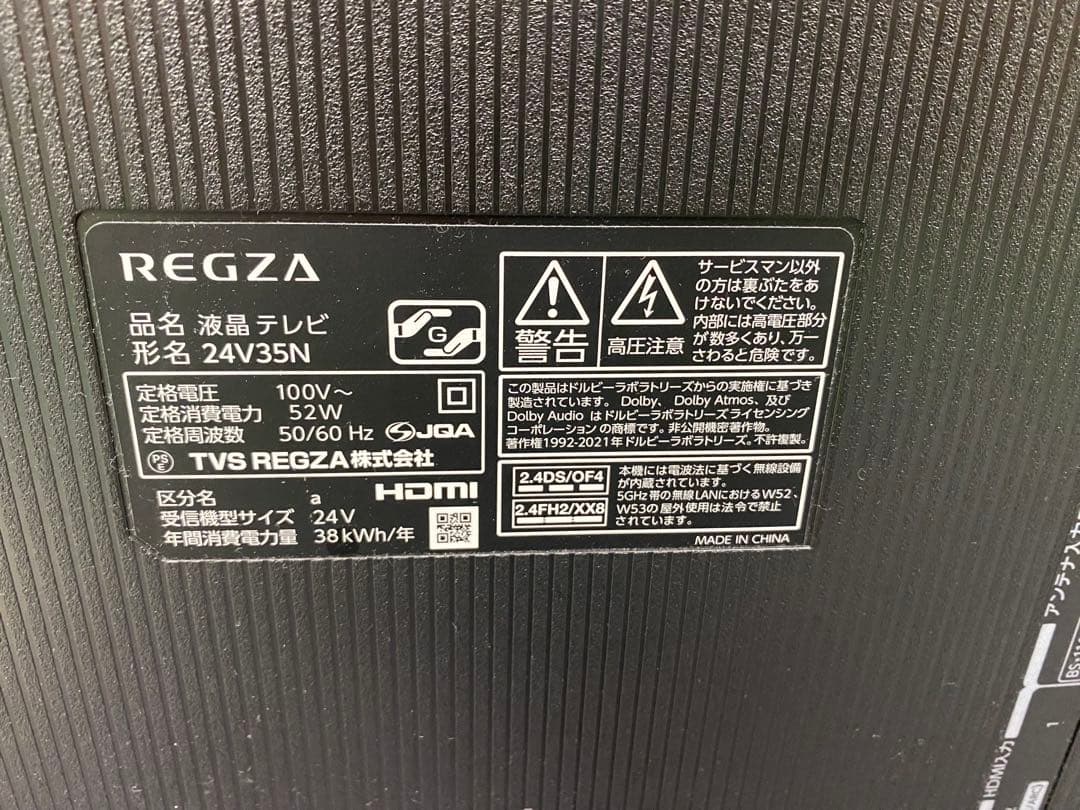 REGZA
品名 液晶テレビ
形名 24V35N
G
定格電圧 100V～
定格消費電力 52W
定格周波数 50/60 Hz
JQA
PS
E
TVS REGZA株式会社
区分名 a
HDMI
受信機型サイズ 24V
年間消費電力量 38kWh/年
警告
高圧注意
サービスマン以外
の方は裏ぶたをあ
けないでください。
内部には高電圧部分
が数多くあり、万一
さわると危険です。
この製品はドルビーラボラトリーズからの実施権に基づき
製造されています。Dolby、Dolby Atmos、及び
Dolby Audio はドルビーラボラトリーズライセンシング
コーポレーションの商標です。非公開機密著作物。
著作権1992-2021年ドルビーラボラトリーズ。不許複製。
2.4DS/OF4
2.4FH2/XX8
本機には電波法に基づく無線設備
が内蔵されています。
5GHz帯の無線LANにおけるW52、
W53の屋外使用は法令で禁止
されています。
MADE IN CHINA
アンテナ入力
HDMI入力
1